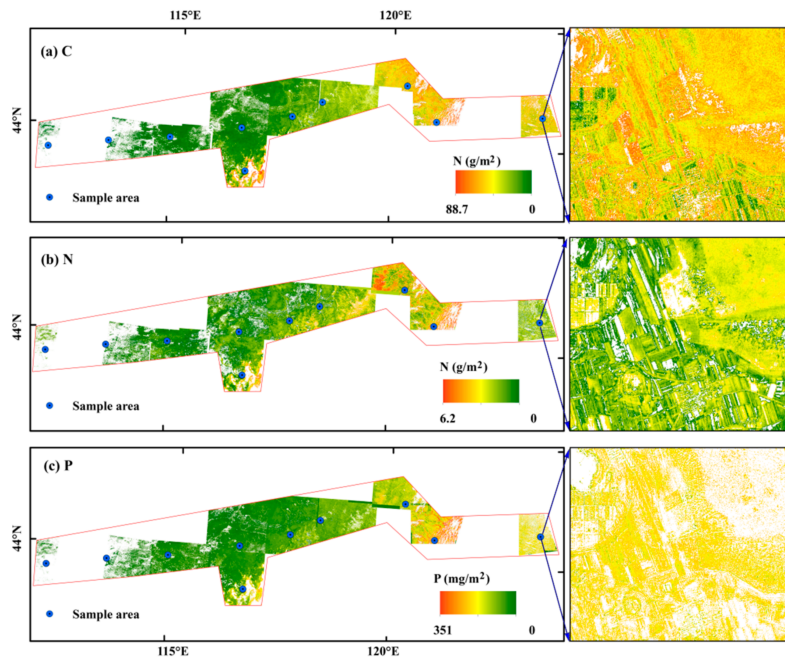 115°E 120°E
(a) C
44°N
N (g/m²)
88.7 0
Sample area
(b) N
44°N
N (g/m²)
6.2 0
Sample area
(c) P
44°N
P (mg/m²)
351 0
Sample area
115°E 120°E